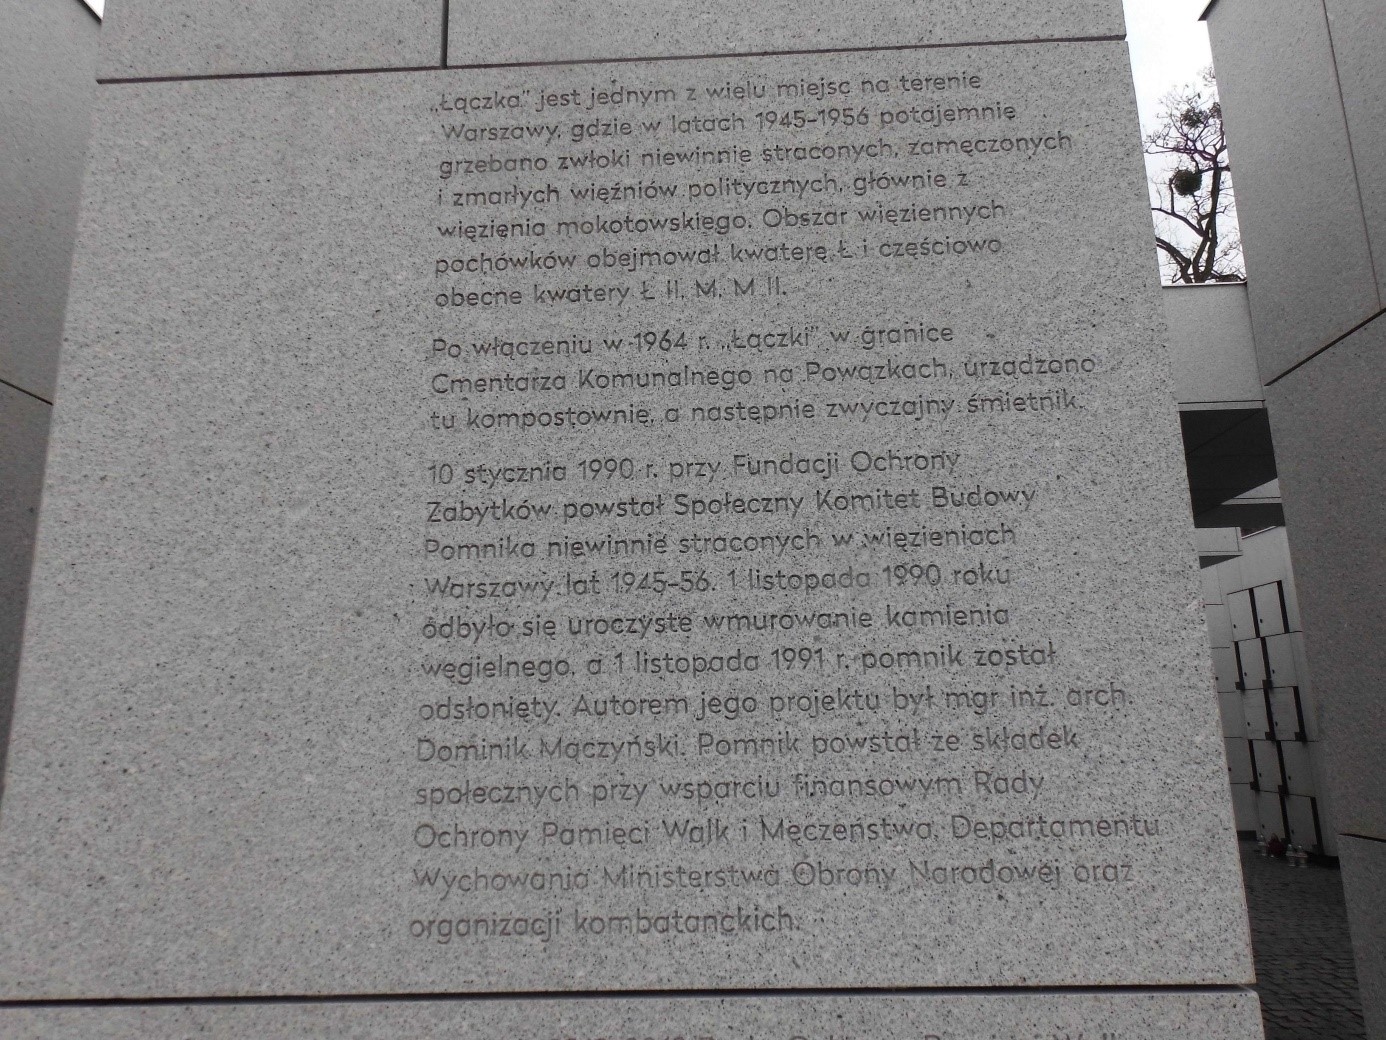 „Łączka" jest jednym z wielu miejsc na terenie
Warszawy, gdzie w latach 1945-1956 potajemnie
grzebano zwłoki niewinnie straconych, zamęczonych
i zmarłych więźniów politycznych, głównie z
więzienia mokotowskiego. Obszar więziennych
pochówków obejmował kwaterę Ł i częściowo
obecne kwatery Ł II, M, M II.
Po włączeniu w 1964 r. „Łączki" w granice
Cmentarza Komunalnego na Powązkach, urządzono
tu kompostownię, a następnie zwyczajny śmietnik.
10 stycznia 1990 r. przy Fundacji Ochrony
Zabytków powstał Społeczny Komitet Budowy
Pomnika niewinnie straconych w więzieniach
Warszawy lat 1945-56. 1 listopada 1990 roku
odbyło się uroczyste wmurowanie kamienia
węgielnego, a 1 listopada 1991 r. pomnik został
odsłonięty. Autorem jego projektu był mgr inż. arch.
Dominik Mączyński. Pomnik powstał ze składek
społecznych przy wsparciu finansowym Rady
Ochrony Pamięci Walk i Męczeństwa, Departamentu
Wychowania Ministerstwa Obrony Narodowej oraz
organizacji kombatanckich.